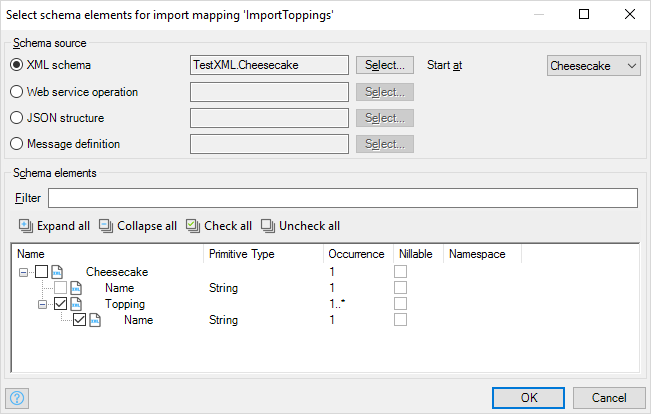 Select schema elements for import mapping 'ImportToppings'
Schema source
XML schema TestXML.Cheesecake Select... Start at Cheesecake
Web service operation Select...
JSON structure Select...
Message definition Select...
Schema elements
Filter
Expand all Collapse all Check all Uncheck all
Name Primitive Type Occurrence Nillable Namespace
Cheesecake 1
Name String 1
Topping 1..*
Name String 1
? OK Cancel